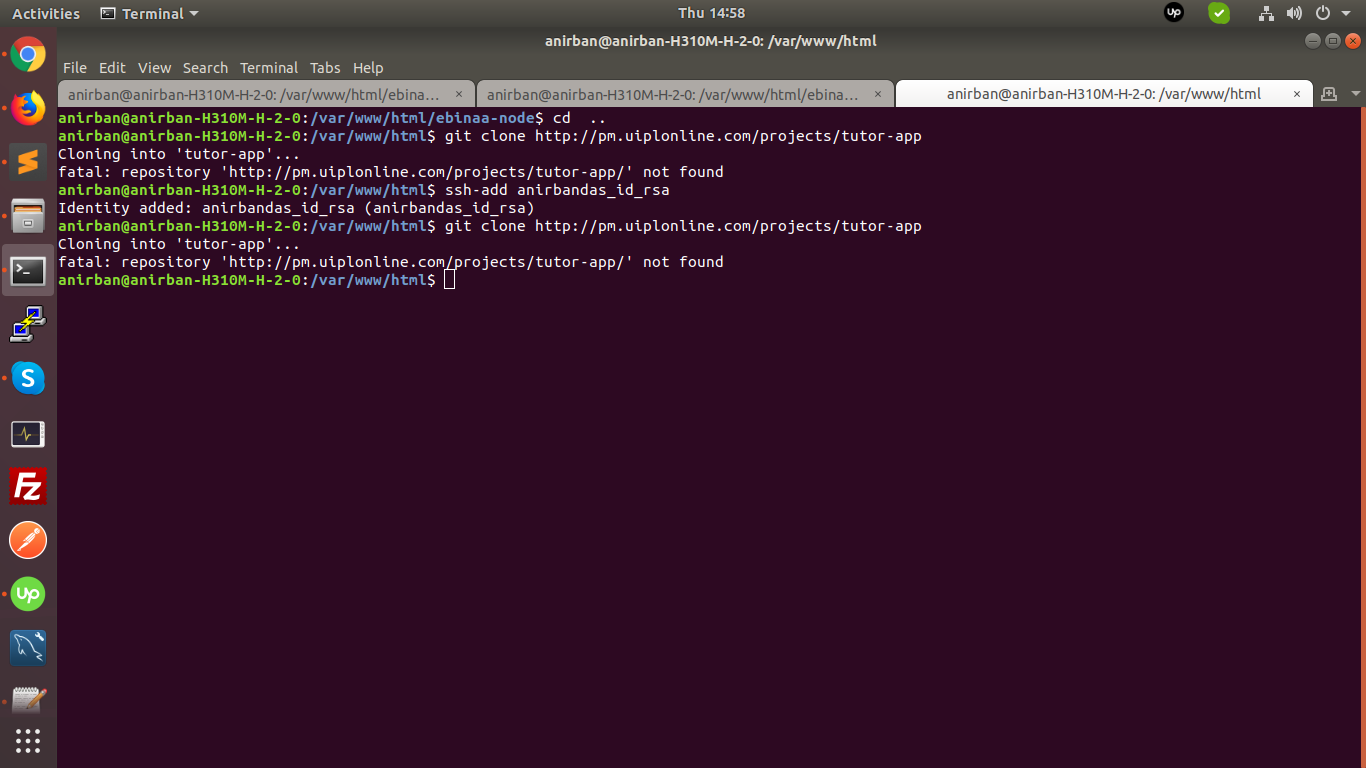 Activities Terminal Thu 14:58 Up
anirban@anirban-H310M-H-2-0: /var/www/html
File Edit View Search Terminal Tabs Help
anirban@anirban-H310M-H-2-0: /var/www/html/ebina… × anirban@anirban-H310M-H-2-0: /var/www/html/ebina… × anirban@anirban-H310M-H-2-0: /var/www/html ×
anirban@anirban-H310M-H-2-0:/var/www/html/ebinaa-node$ cd  ..
anirban@anirban-H310M-H-2-0:/var/www/html$ git clone http://pm.uiplonline.com/projects/tutor-app
Cloning into 'tutor-app'...
fatal: repository 'http://pm.uiplonline.com/projects/tutor-app/' not found
anirban@anirban-H310M-H-2-0:/var/www/html$ ssh-add anirbandas_id_rsa
Identity added: anirbandas_id_rsa (anirbandas_id_rsa)
anirban@anirban-H310M-H-2-0:/var/www/html$ git clone http://pm.uiplonline.com/projects/tutor-app
Cloning into 'tutor-app'...
fatal: repository 'http://pm.uiplonline.com/projects/tutor-app/' not found
anirban@anirban-H310M-H-2-0:/var/www/html$
S
Fz
Up